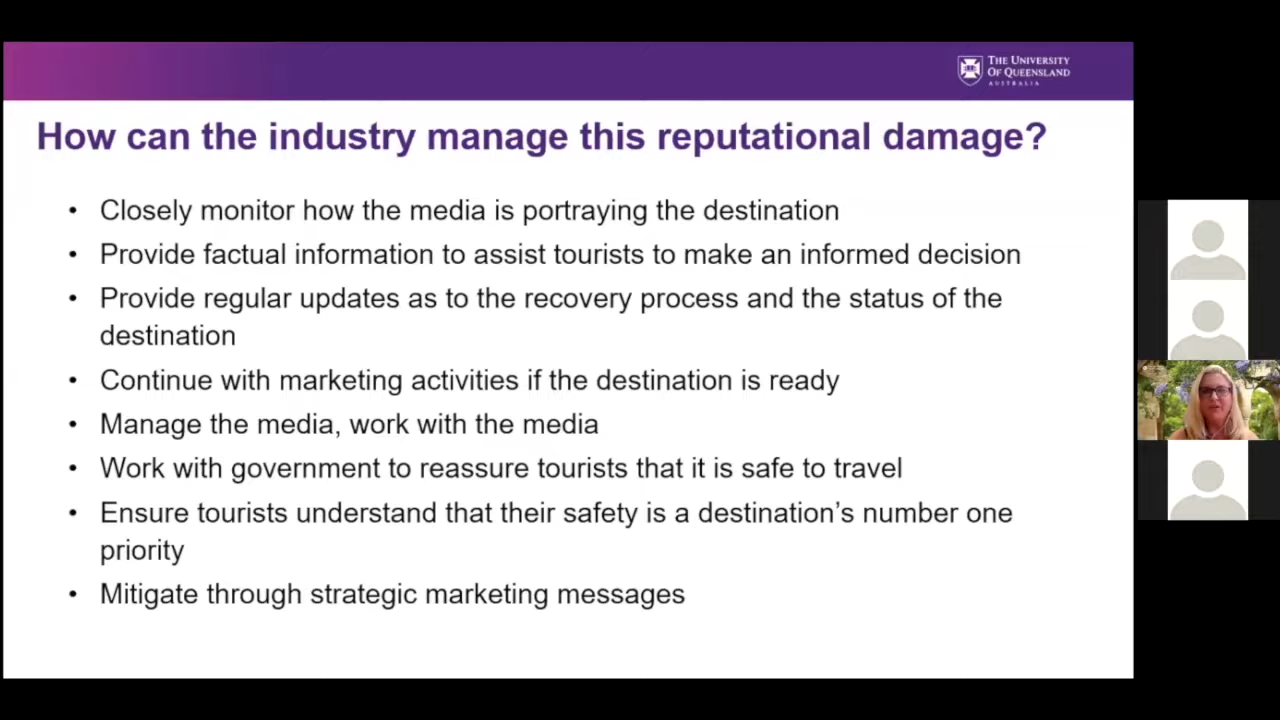 THE UNIVERSITY
OF QUEENSLAND
AUSTRALIA
How can the industry manage this reputational damage?
• Closely monitor how the media is portraying the destination
• Provide factual information to assist tourists to make an informed decision
• Provide regular updates as to the recovery process and the status of the
destination
• Continue with marketing activities if the destination is ready
• Manage the media, work with the media
• Work with government to reassure tourists that it is safe to travel
• Ensure tourists understand that their safety is a destination’s number one
priority
• Mitigate through strategic marketing messages